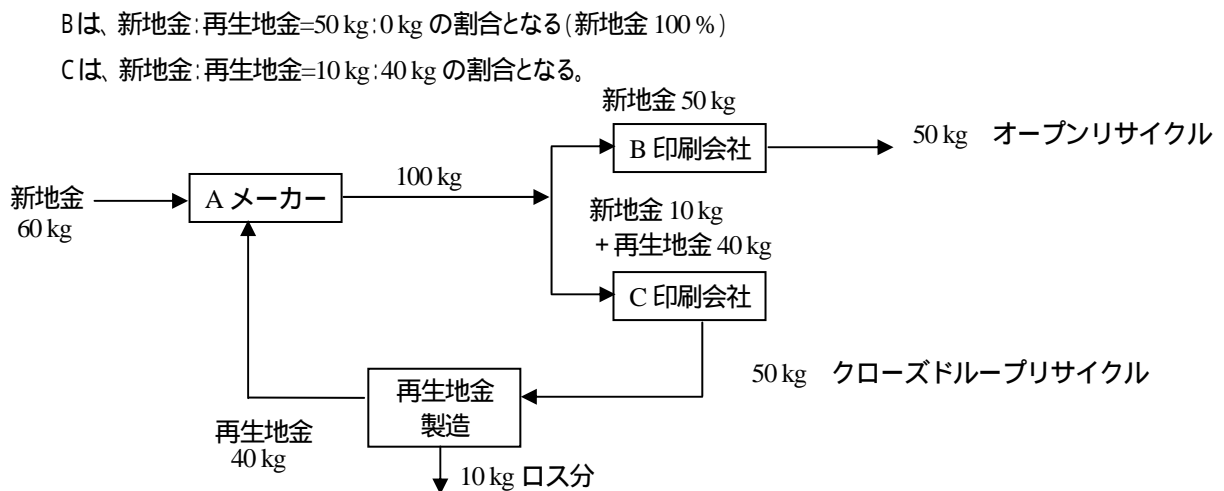 Bは、新地金:再生地金=50 kg:0 kg の割合となる(新地金 100 %)
Cは、新地金:再生地金=10 kg:40 kg の割合となる。
新地金 50 kg
B 印刷会社
50 kg オープンリサイクル
新地金
60 kg
A メーカー
100 kg
新地金 10 kg
+再生地金 40 kg
C 印刷会社
50 kg クローズドループリサイクル
再生地金
製造
再生地金
40 kg
10 kg ロス分